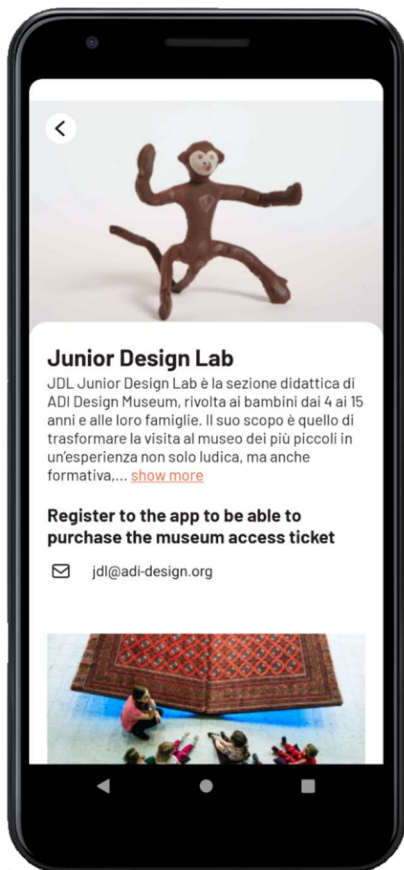 Junior Design Lab
JDL Junior Design Lab è la sezione didattica di
ADI Design Museum, rivolta ai bambini dai 4 ai 15
anni e alle loro famiglie. Il suo scopo è quello di
trasformare la visita al museo dei più piccoli in
un'esperienza non solo ludica, ma anche
formativa,... show more
Register to the app to be able to
purchase the museum access ticket
jdl@adi-design.org